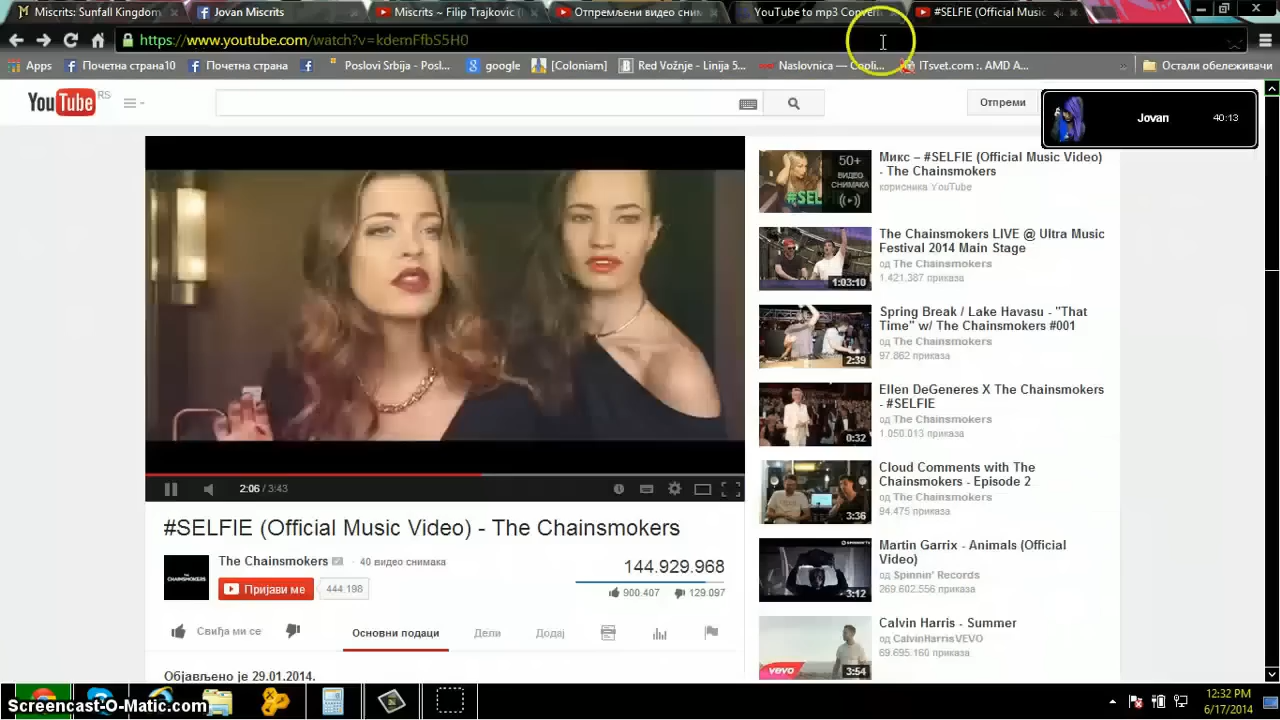 Miscrits: Sunfall Kingdom
Jovan Miscrits
Miscrits ~ Filip Trajkovic (
Отпремљени видео сним
YouTube to mp3 Convert
#SELFIE (Official Music
https://www.youtube.com/watch?v=kdemFfbS5H0
Apps
Почетна страна10
Почетна страна
Poslovi Srbija - Posl...
google
[Coloniam]
Red Vožnje - Linija 5...
Naslovnica — Copli...
ITsvet.com :. AMD A...
»
Остали обележивачи
YouTube RS
Отпреми
Jovan
40:13
50+
ВИДЕО
СНИМАКА
#SEL
Микс – #SELFIE (Official Music Video)
- The Chainsmokers
корисника YouTube
The Chainsmokers LIVE @ Ultra Music
Festival 2014 Main Stage
од The Chainsmokers
1.421.387 приказа
1:03:10
Spring Break / Lake Havasu - "That
Time" w/ The Chainsmokers #001
од The Chainsmokers
97.862 приказа
2:39
Ellen DeGeneres X The Chainsmokers
- #SELFIE
од The Chainsmokers
1.050.013 приказа
0:32
Cloud Comments with The
Chainsmokers - Episode 2
од The Chainsmokers
94.475 приказа
3:36
Martin Garrix - Animals (Official
Video)
од Spinnin' Records
269.602.556 приказа
3:12
Calvin Harris - Summer
од CalvinHarrisVEVO
69.695.160 приказа
vevo
3:54
2:06 / 3:43
#SELFIE (Official Music Video) - The Chainsmokers
THE
CHAINSMOKERS
The Chainsmokers · 40 видео снимака
Пријави ме
444.198
144.929.968
900.407
129.097
Свиђа ми се
Основни подаци
Дели
Додај
Објављено је 29.01.2014.
Screencast-O-Matic.com
12:32 PM
6/17/2014